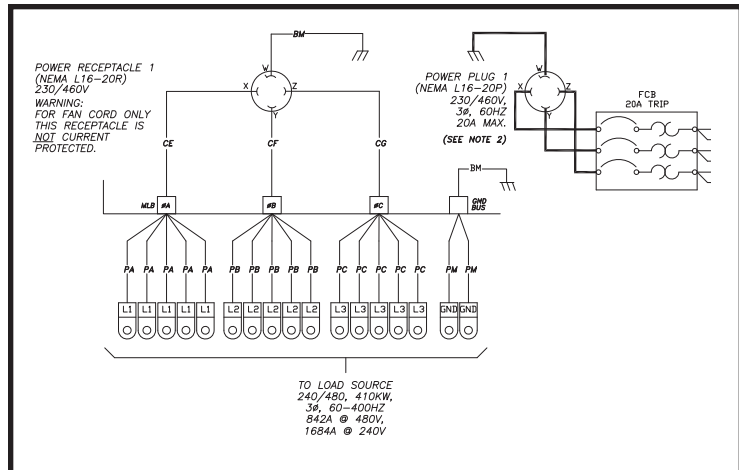 BM
POWER RECEPTACLE 1
(NEMA L16-20R)
230/460V
WARNING:
FOR FAN CORD ONLY
THIS RECEPTACLE IS
NOT CURRENT
PROTECTED.
W
X
Z
Y
POWER PLUG 1
(NEMA L16-20P)
230/460V,
3ø, 60HZ
20A MAX.
(SEE NOTE 2)
W
X
Z
Y
FCB
20A TRIP
CE
CF
CG
BM
MLB
øA
øB
øC
GND
BUS
PA PA PA PA PA
PB PB PB PB PB
PC PC PC PC PC
PM PM
L1 L1 L1 L1 L1
L2 L2 L2 L2 L2
L3 L3 L3 L3 L3
GND GND
TO LOAD SOURCE
240/480, 410KW,
3ø, 60-400HZ
842A @ 480V,
1684A @ 240V